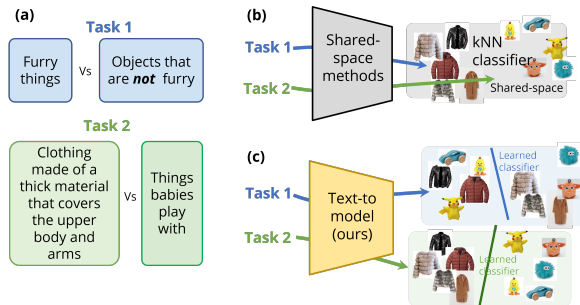 (a)
Task 1
Furry
things
Vs
Objects that
are not furry
Task 2
Clothing
made of a
thick material
that covers
the upper
body and
arms
Vs
Things
babies
play
with
(b)
Task 1
Task 2
Shared-
space
methods
kNN
classifier
Shared-space
(c)
Task 1
Task 2
Text-to
model
(ours)
Learned
classifier
Learned
classifier